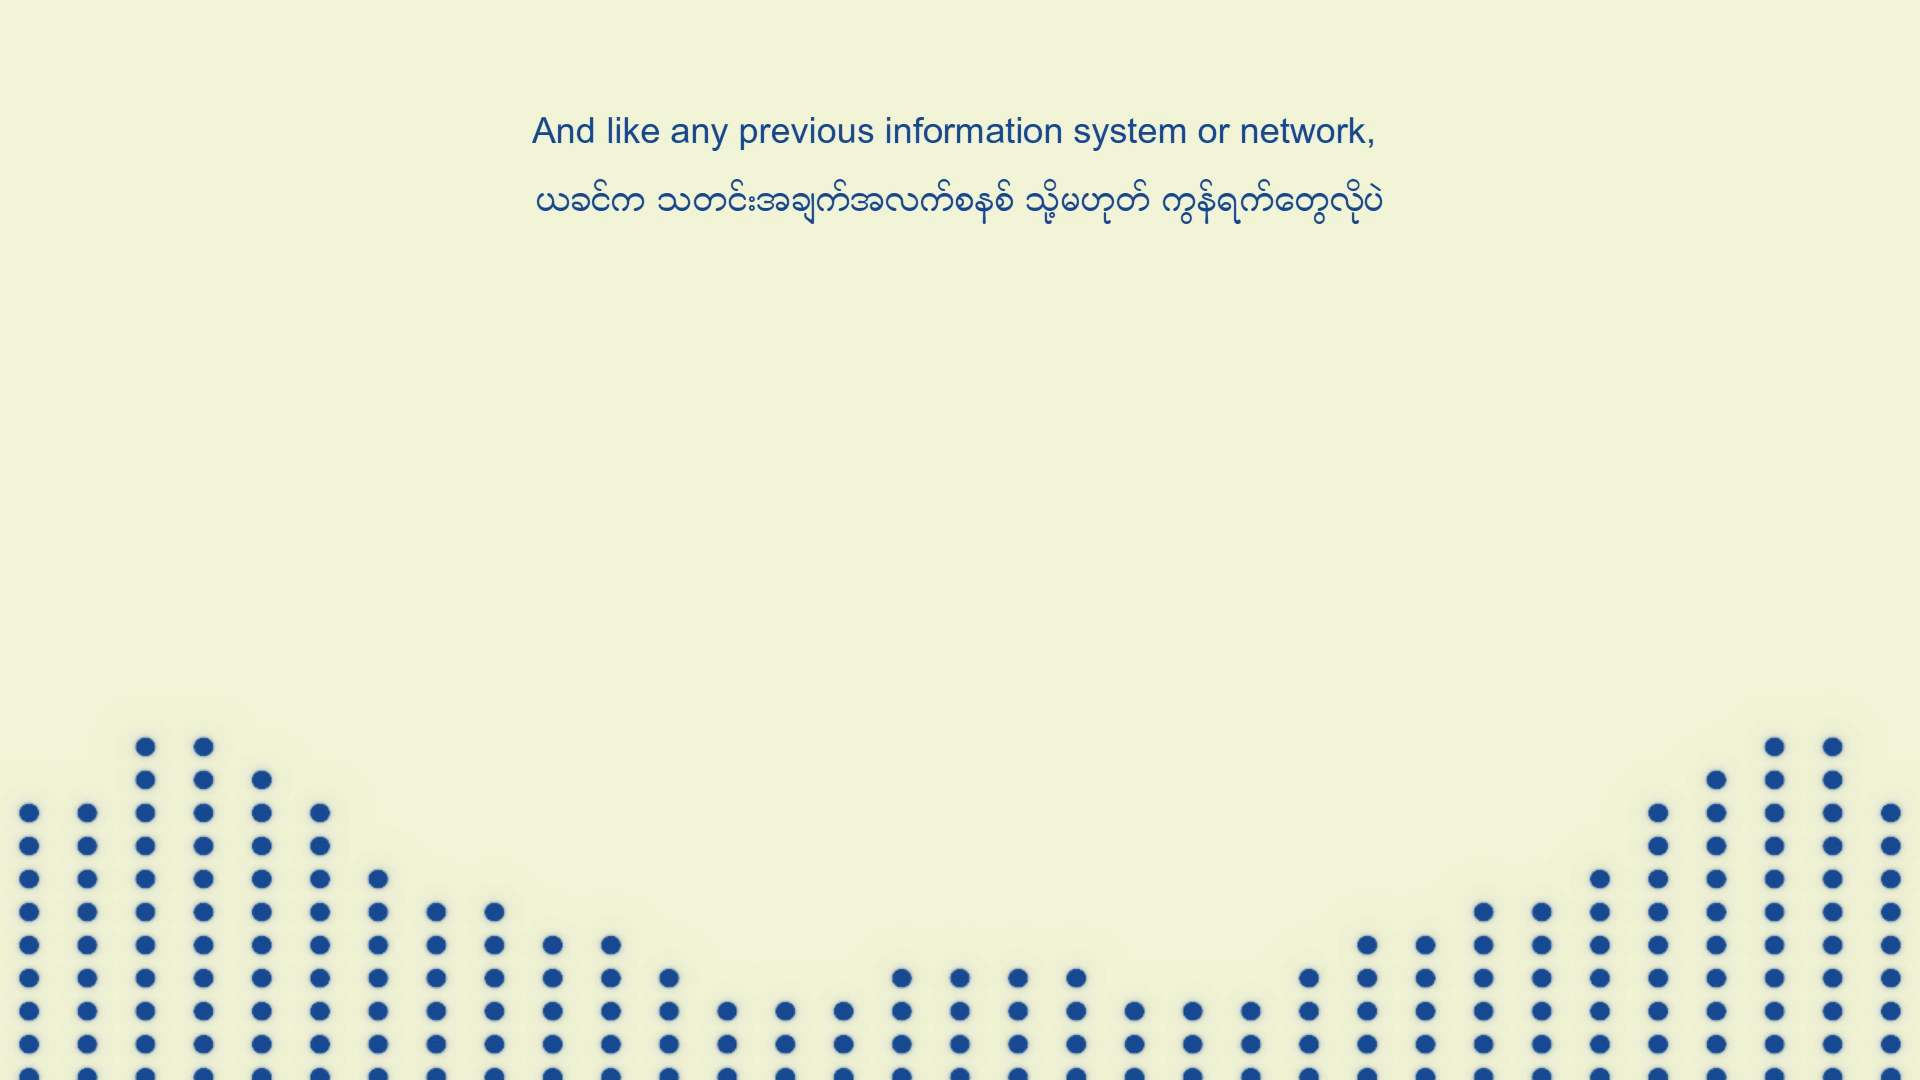 And like any previous information system or network,
ယခင်က သတင်းအချက်အလက်စနစ် သို့မဟုတ် ကွန်ရက်တွေလိုပဲ